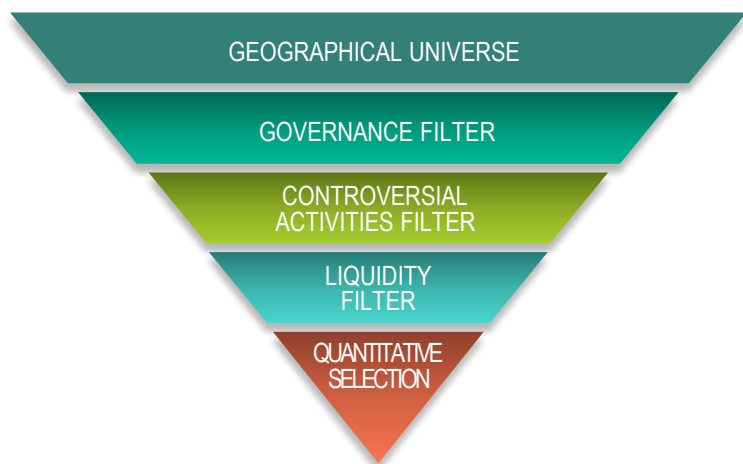 GEOGRAPHICAL UNIVERSE
GOVERNANCE FILTER
CONTROVERSIAL
ACTIVITIES FILTER
LIQUIDITY
FILTER
QUANTITATIVE
SELECTION